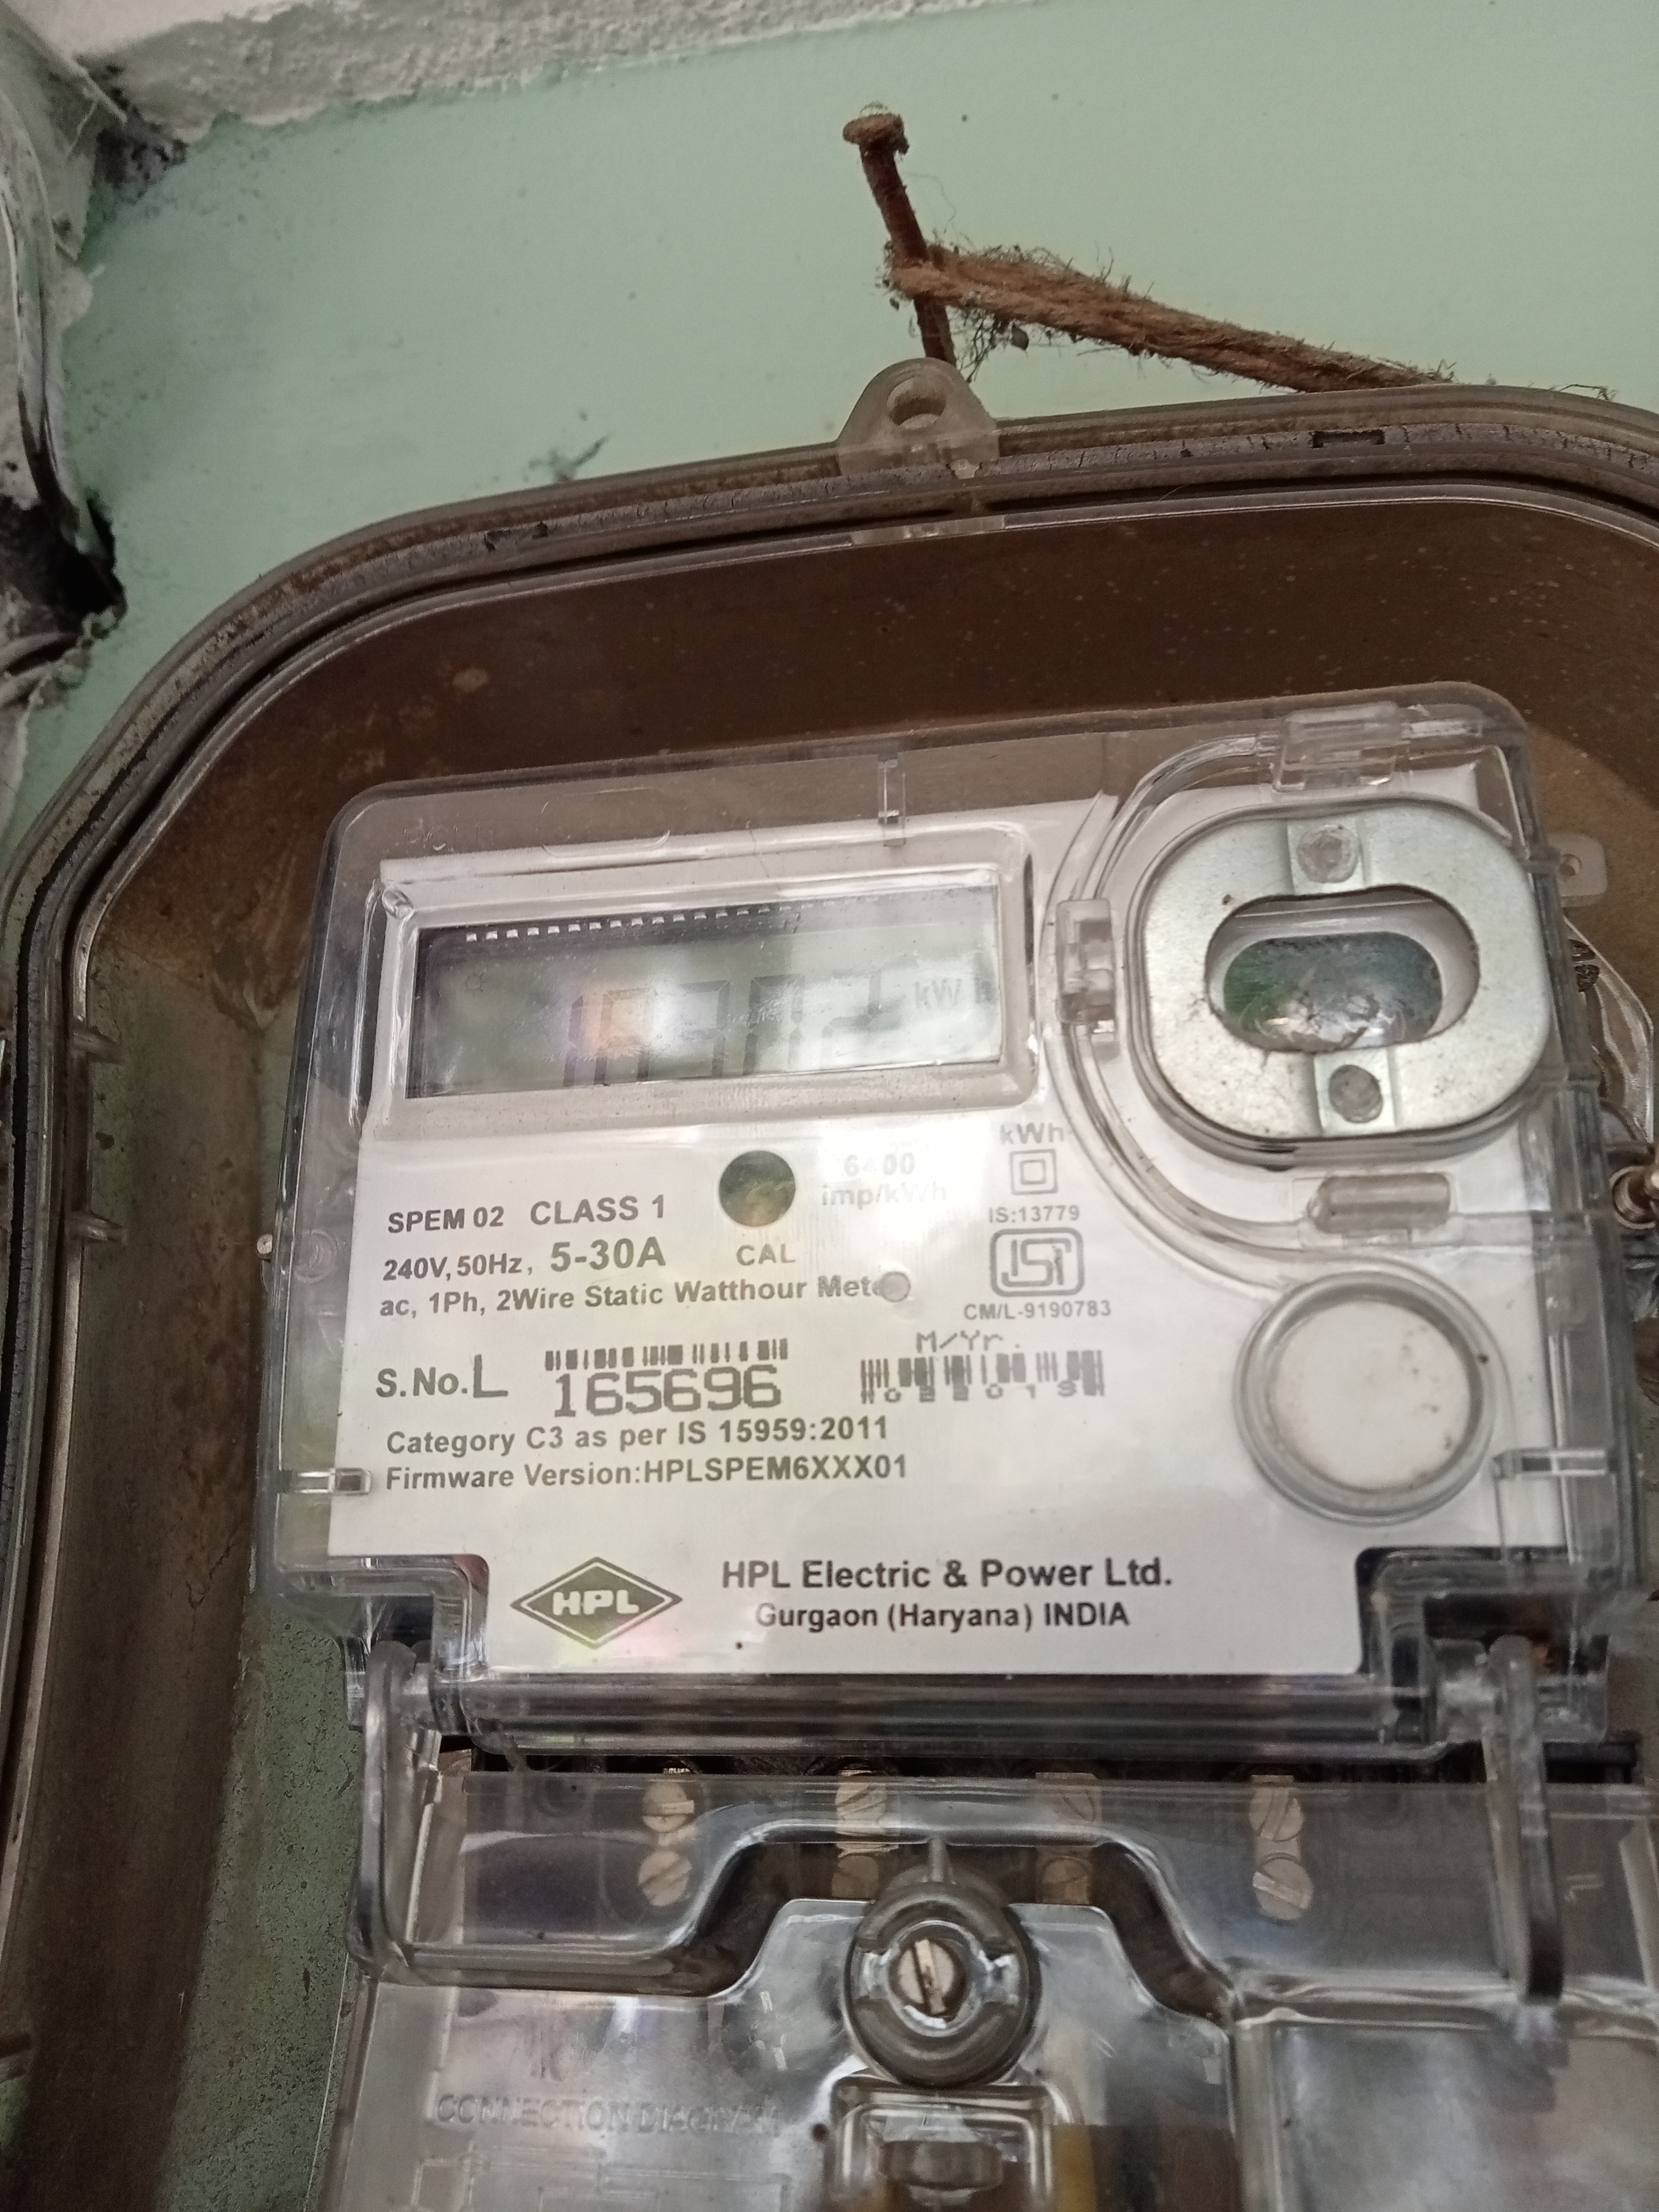 kWh
6400
imp/kWh
kWh
SPEM 02 CLASS 1
IS:13779
240V, 50Hz, 5-30A
CAL
ISI
ac, 1Ph, 2Wire Static Watthour Meter
CM/L-9190783
M/Yr.
S.No.L 165696
Category C3 as per IS 15959:2011
Firmware Version:HPLSPEM6XXX01
HPL
HPL Electric & Power Ltd.
Gurgaon (Haryana) INDIA
CONNECTION DIAGRAM